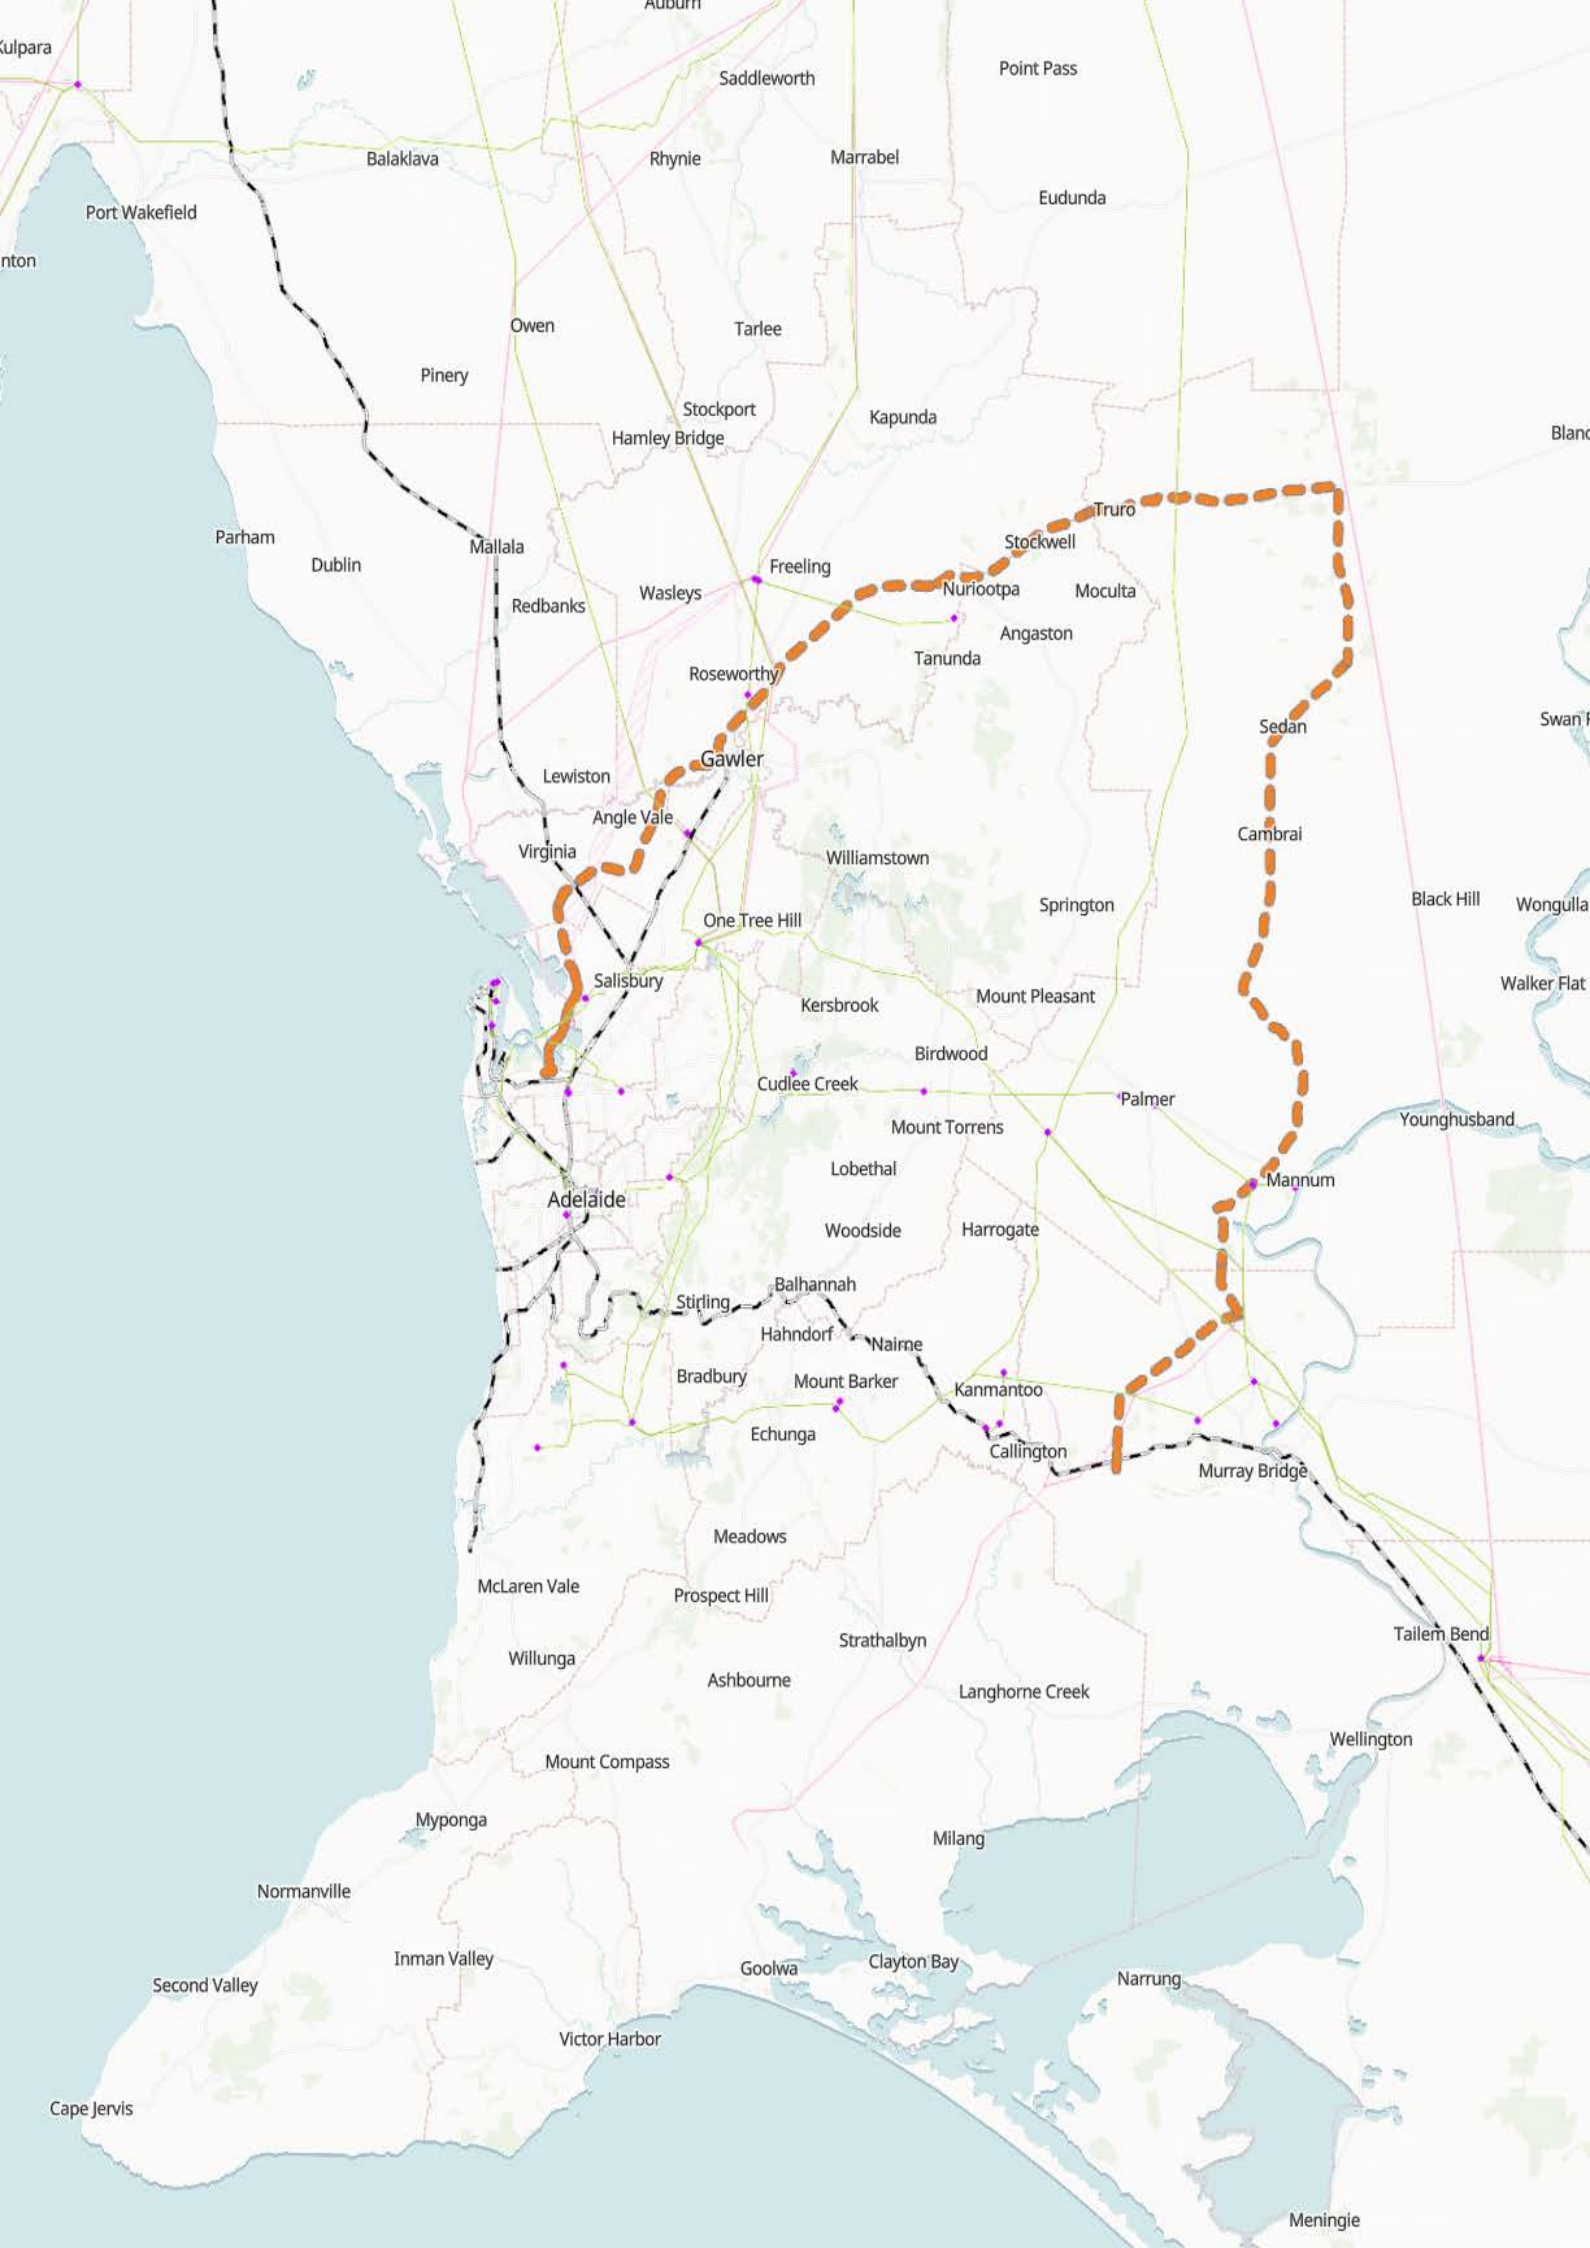 Auburn
Kulpara
Point Pass
Saddleworth
Balaklava
Rhynie
Marrabel
Eudunda
Port Wakefield
nton
Owen
Tarlee
Pinery
Stockport
Kapunda
Hamley Bridge
Blanc
Truro
Parham
Mallala
Stockwell
Dublin
Freeling
Wasleys
Nuriootpa
Moculta
Redbanks
Angaston
Tanunda
Roseworthy
Swan R
Sedan
Gawler
Lewiston
Angle Vale
Cambrai
Virginia
Williamstown
Black Hill
Springton
Wongulla
One Tree Hill
Salisbury
Walker Flat
Mount Pleasant
Kersbrook
Birdwood
Cudlee Creek
Palmer
Younghusband
Mount Torrens
Lobethal
Mannum
Adelaide
Woodside
Harrogate
Balhannah
Stirling
Hahndorf
Nairne
Bradbury
Mount Barker
Kanmantoo
Echunga
Callington
Murray Bridge
Meadows
McLaren Vale
Prospect Hill
Tailem Bend
Strathalbyn
Willunga
Ashbourne
Langhorne Creek
Wellington
Mount Compass
Myponga
Milang
Normanville
Inman Valley
Clayton Bay
Goolwa
Narrung
Second Valley
Victor Harbor
Cape Jervis
Meningie